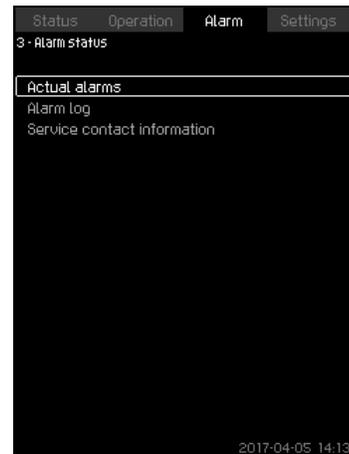 Status Operation Alarm Settings
3 - Alarm status
Actual alarms
Alarm log
Service contact information
2017-04-05 14:13